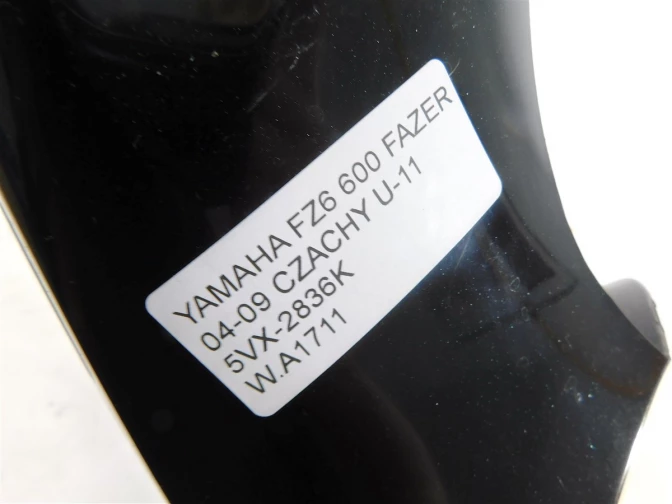 YAMAHA FZ6 600 FAZER
04-09 CZACHY U-11
5VX-2836K
W.A1711